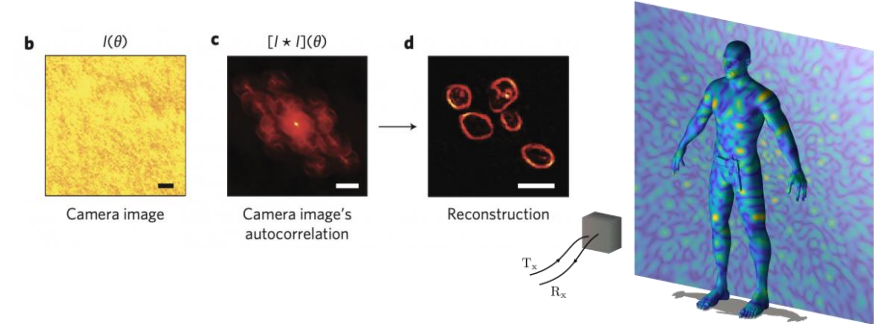 b I(θ)
c [I ⋆ I](θ)
d
Camera image
Camera image's
autocorrelation
Reconstruction
Tx
Rx